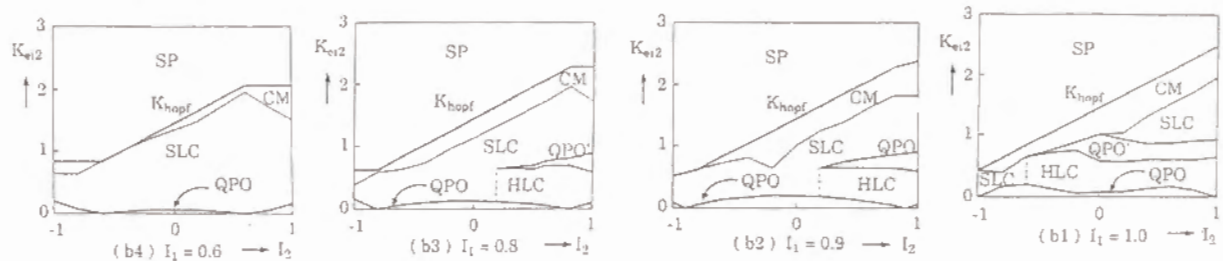 3
K_ei2
2
1
0
SP
K_hopf
CM
SLC
QPO
-1 0 1
(b4) I_1 = 0.6 → I_2
3
K_ei2
2
1
0
SP
CM
K_hopf
SLC
QPO'
QPO
HLC
-1 0 1
(b3) I_1 = 0.8 → I_2
3
K_ei2
2
1
0
SP
K_hopf
CM
SLC
QPO'
QPO
HLC
-1 0 1
(b2) I_1 = 0.9 → I_2
3
K_ei2
2
1
0
SP
K_hopf
CM
SLC
QPO'
SLC
HLC
QPO
-1 0 1
(b1) I_1 = 1.0 → I_2